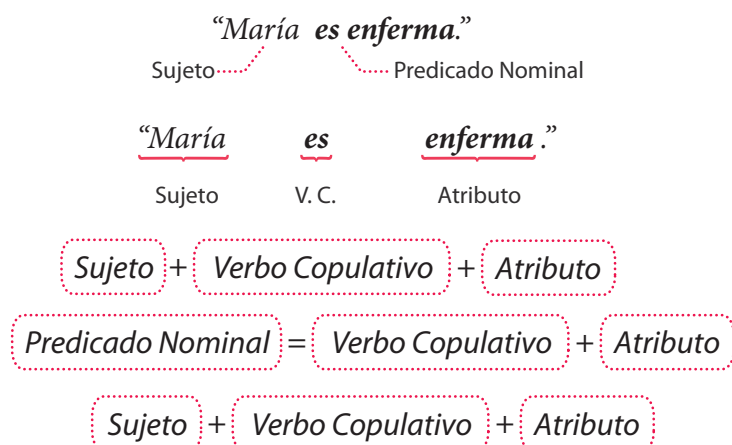 “María es enferma.”
Sujeto Predicado Nominal
“María es enferma .”
Sujeto V. C. Atributo
Sujeto + Verbo Copulativo + Atributo
Predicado Nominal = Verbo Copulativo + Atributo
Sujeto + Verbo Copulativo + Atributo